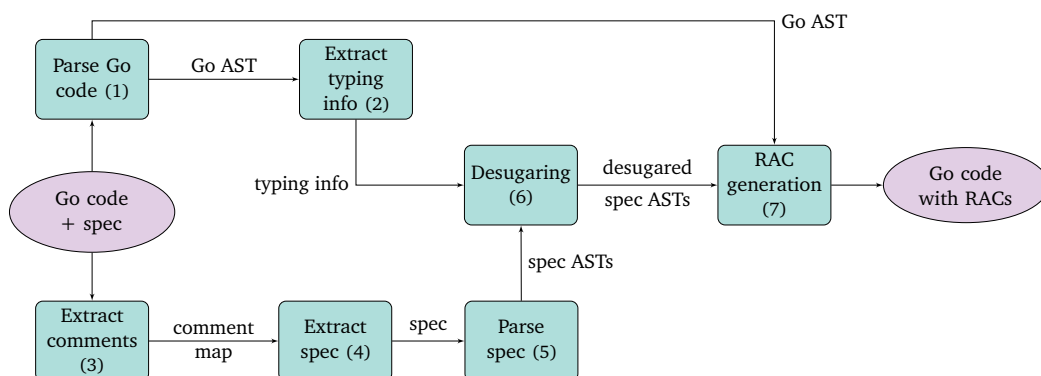 Go AST
Parse Go
code (1)
Go AST
Extract
typing
info (2)
typing info
Desugaring
(6)
desugared
spec ASTs
RAC
generation
(7)
Go code
with RACs
Go code
+ spec
spec ASTs
Extract
comments
(3)
comment
map
Extract
spec (4)
spec
Parse
spec (5)